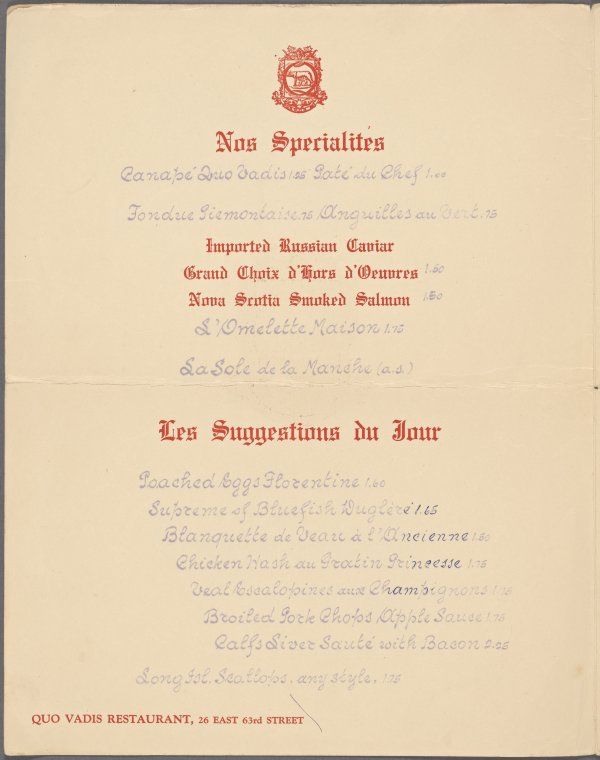 Nos Specialités
Canapé Quo Vadis 1.25 Paté du Chef 1.00
Fondue Piemontaise .75 Anguilles au Vert .75
Imported Russian Caviar
Grand Choix d'Hors d'Oeuvres 1.50
Nova Scotia Smoked Salmon 1.50
L'Omelette Maison 1.75
La Sole de la Manche (a.s.)
Les Suggestions du Jour
Poached Eggs Florentine 1.60
Supreme of Bluefish Dugléré 1.65
Blanquette de Veau à l'Ancienne 1.50
Chicken Hash au Gratin Princesse 1.75
Veal Escalopines aux Champignons 1.75
Broiled Pork Chops, Apple Sauce 1.75
Calfs Liver Sauté with Bacon 2.25
Long Isl. Scallops, any style, 1.75
QUO VADIS RESTAURANT, 26 EAST 63rd STREET